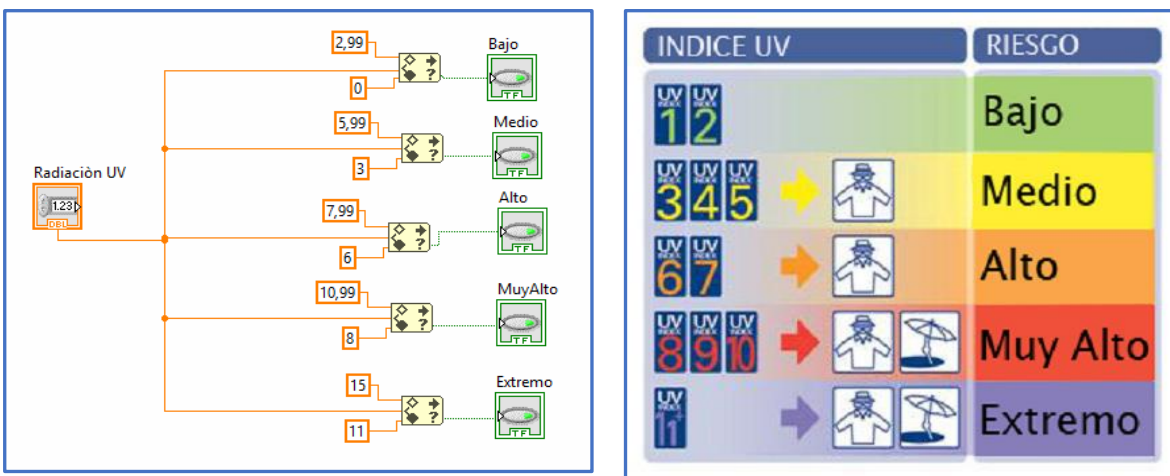 2,99
Bajo
?
0
TF
5,99
Medio
?
3
TF
Radiaciòn UV
1.23
DBL
7,99
Alto
?
6
TF
10,99
MuyAlto
?
8
TF
15
Extremo
?
11
TF
INDICE UV RIESGO
UV INDEX 1 UV INDEX 2 Bajo
UV INDEX 3 UV INDEX 4 UV INDEX 5 Medio
UV INDEX 6 UV INDEX 7 Alto
UV INDEX 8 UV INDEX 9 UV INDEX 10 Muy Alto
UV INDEX 11 Extremo